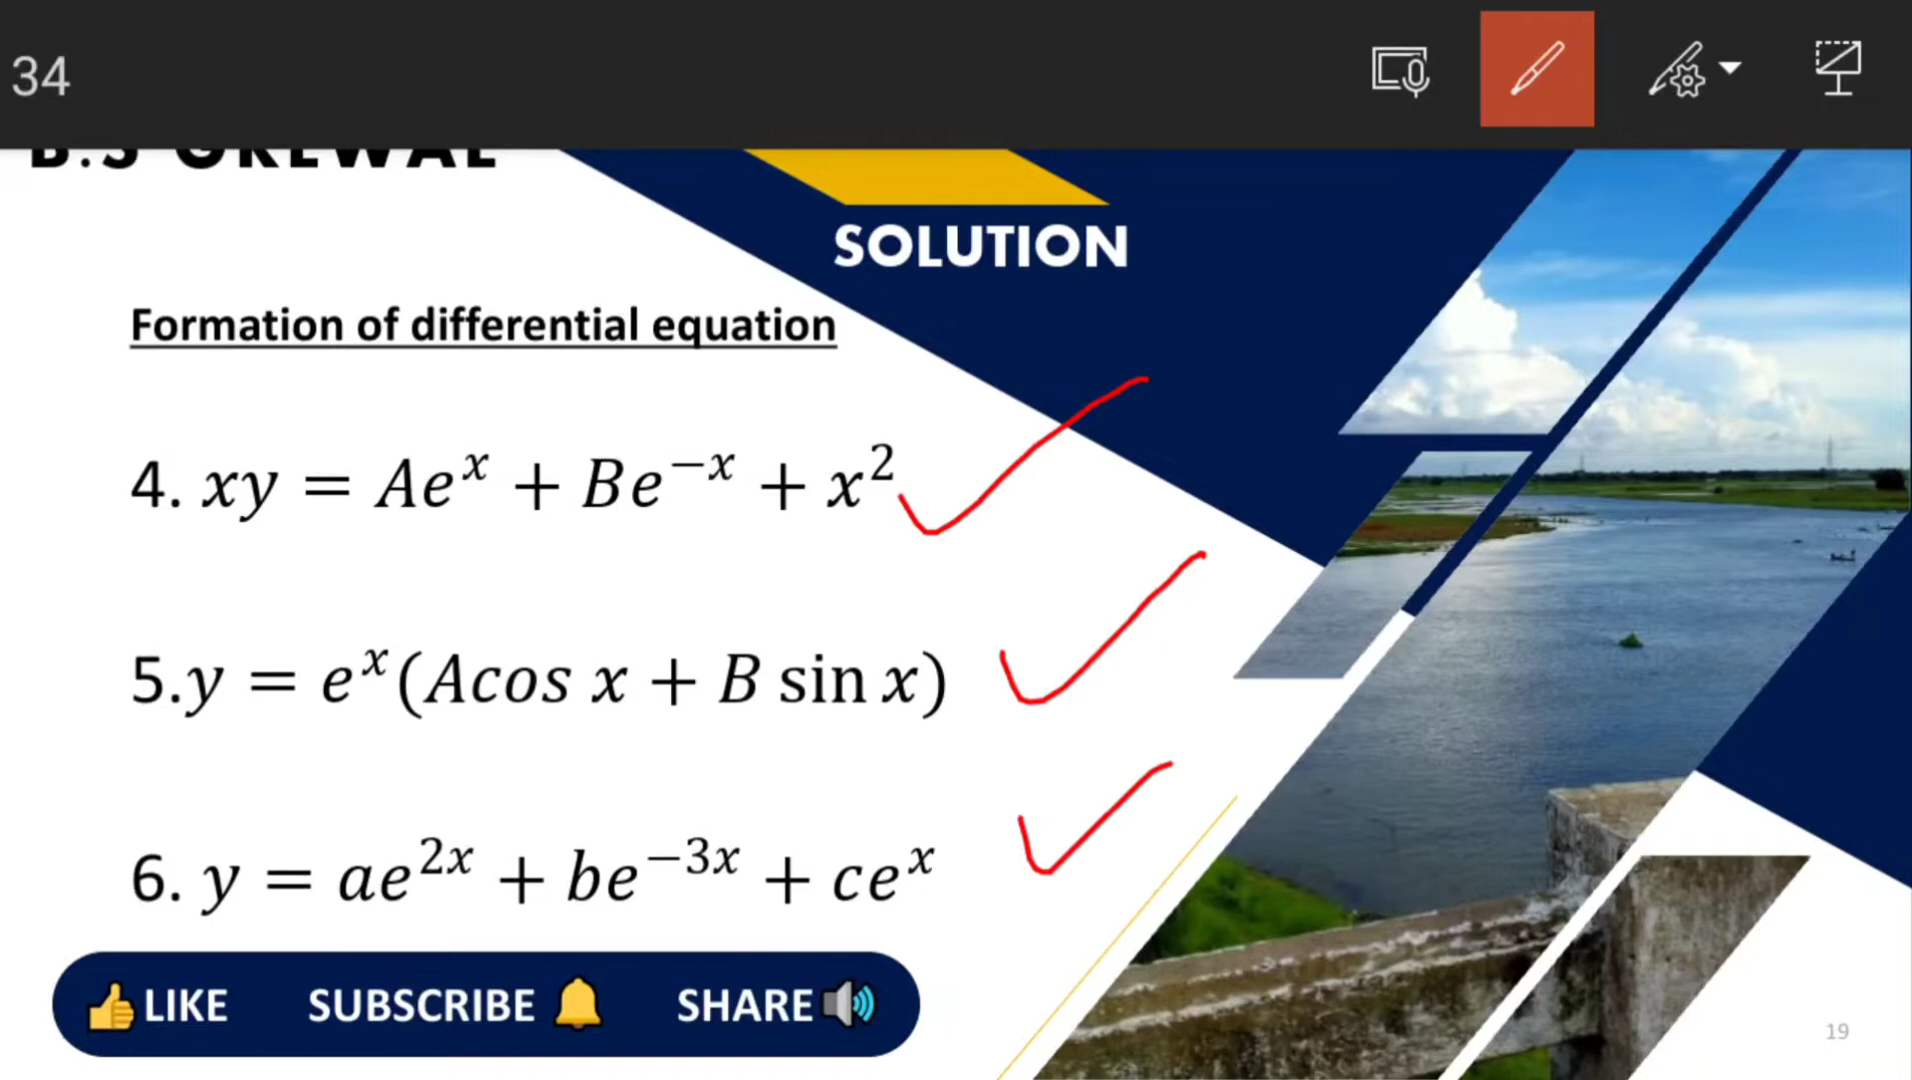 34
B.S GREWAL
SOLUTION
Formation of differential equation
4. xy = Ae^x + Be^{-x} + x^2
5.y = e^x(Acos x + B sin x)
6. y = ae^{2x} + be^{-3x} + ce^x
LIKE SUBSCRIBE SHARE
19